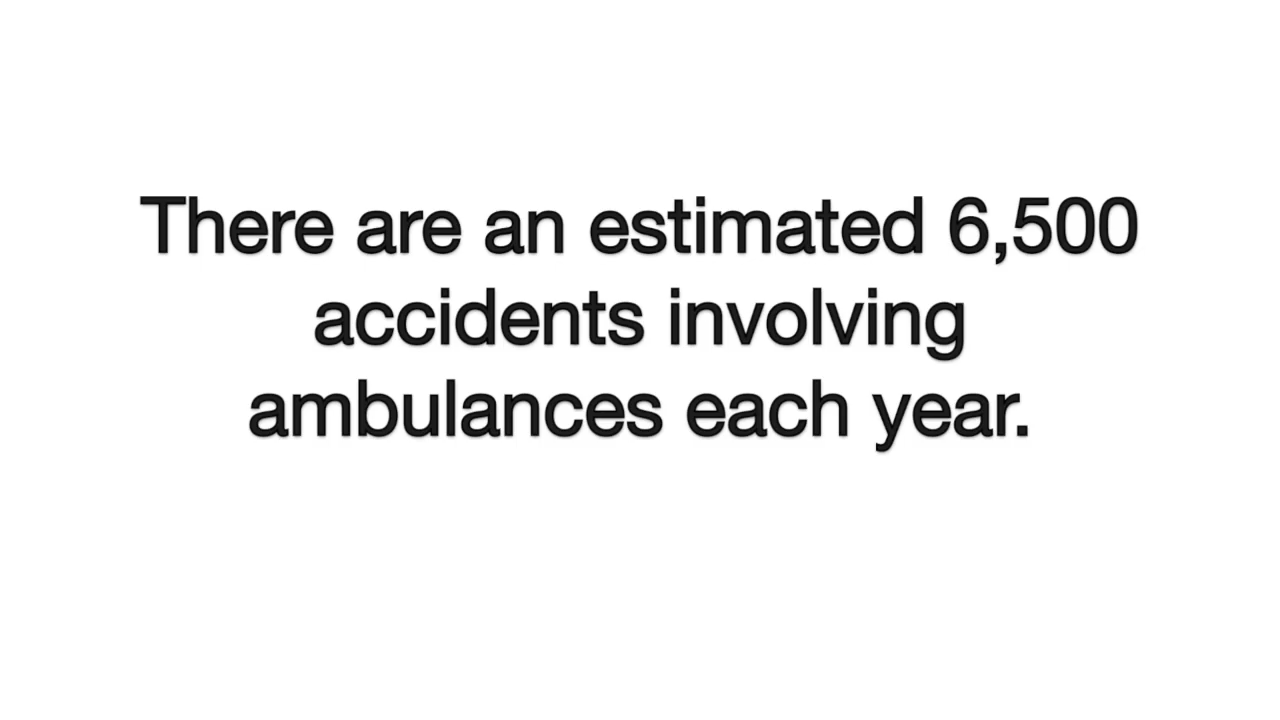 There are an estimated 6,500
accidents involving
ambulances each year.